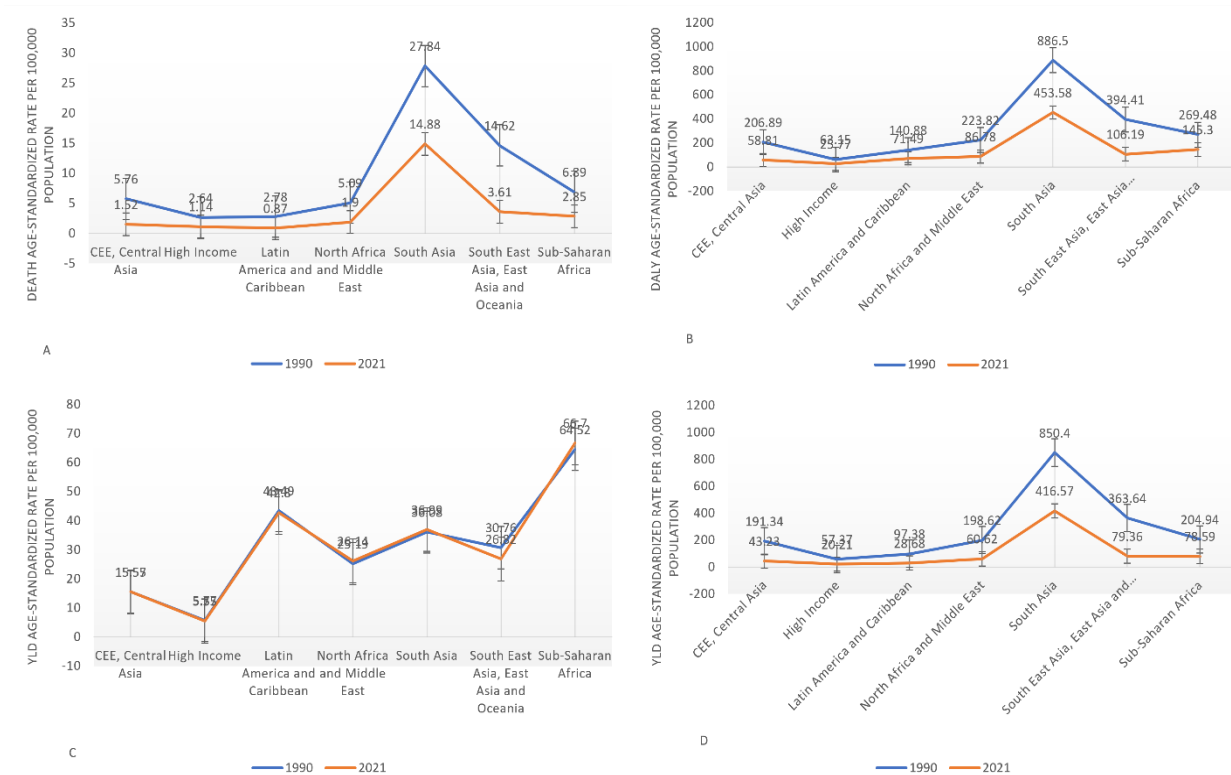 DEATH AGE-STANDARDIZED RATE PER 100,000
POPULATION
35
30
25
20
15
10
5
0
-5
5.76
1.52
2.64
1.14
2.78
0.87
5.09
1.9
27.84
14.88
14.62
3.61
2.85
CEE, Central
Asia
High Income
Latin
America and
Caribbean
North Africa
and Middle
East
South Asia
South East
Asia, East
Asia and
Oceania
Sub-Saharan
Africa
A
1990
2021
DALY AGE-STANDARDIZED RATE PER 100,000
POPULATION
1200
1000
800
600
400
200
0
-200
206.89
58.81
63.15
140.88
71.49
223.82
86.78
886.5
453.58
394.41
106.19
269.48
145.3
CEE, Central Asia
High Income
Latin America and Caribbean
North Africa and Middle East
South Asia
South East Asia, East Asia…
Sub-Saharan Africa
B
1990
2021
YLD AGE-STANDARDIZED RATE PER 100,000
POPULATION
80
70
60
50
40
30
20
10
0
-10
30.76
26.82
64.52
CEE, Central
Asia
High Income
Latin
America and
Caribbean
North Africa
and Middle
East
South Asia
South East
Asia, East
Asia and
Oceania
Sub-Saharan
Africa
C
1990
2021
YLD AGE-STANDARDIZED RATE PER 100,000
POPULATION
1200
1000
800
600
400
200
0
-200
191.34
43.23
57.37
20.21
97.38
28.68
198.62
60.62
850.4
416.57
363.64
79.36
204.94
78.59
CEE, Central Asia
High Income
Latin America and Caribbean
North Africa and Middle East
South Asia
South East Asia, East Asia and…
Sub-Saharan Africa
D
1990
2021